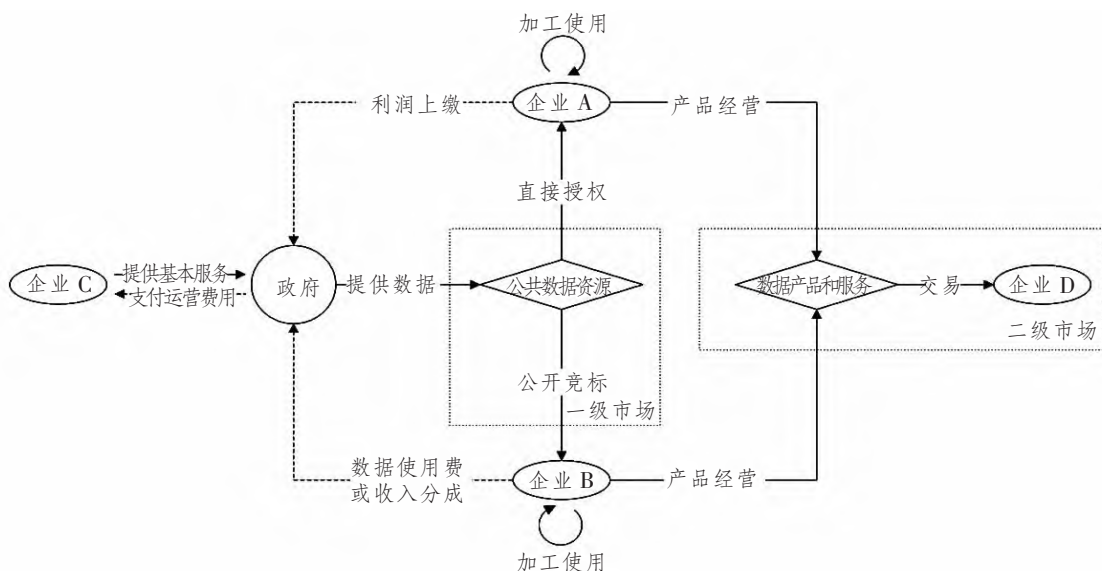 加工使用
利润上缴
企业 A
产品经营
直接授权
企业 C
提供基本服务
支付运营费用
政府
提供数据
公共数据资源
数据产品和服务
交易
企业 D
二级市场
公开竞标
一级市场
数据使用费
或收入分成
企业 B
产品经营
加工使用